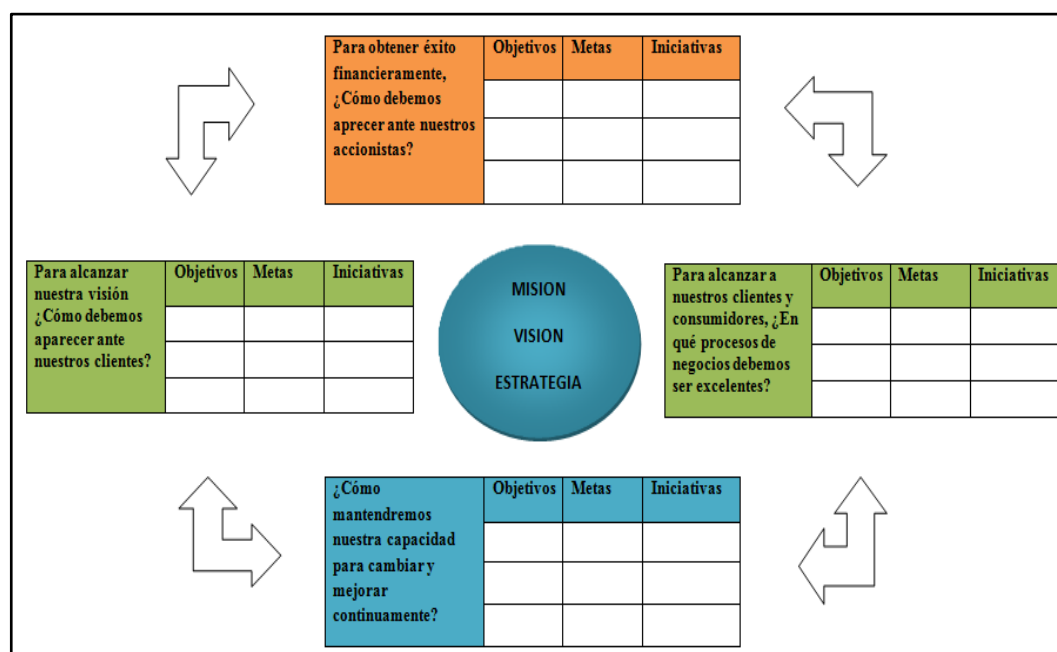 Para obtener éxito
financieramente,
¿Cómo debemos
aprecer ante nuestros
accionistas?
Objetivos Metas Iniciativas
Para alcanzar
nuestra visión
¿Cómo debemos
aparecer ante
nuestros clientes?
Objetivos Metas Iniciativas
MISION
VISION
ESTRATEGIA
Para alcanzar a
nuestros clientes y
consumidores, ¿En
qué procesos de
negocios debemos
ser excelentes?
Objetivos Metas Iniciativas
¿Cómo
mantendremos
nuestra capacidad
para cambiar y
mejorar
continuamente?
Objetivos Metas Iniciativas